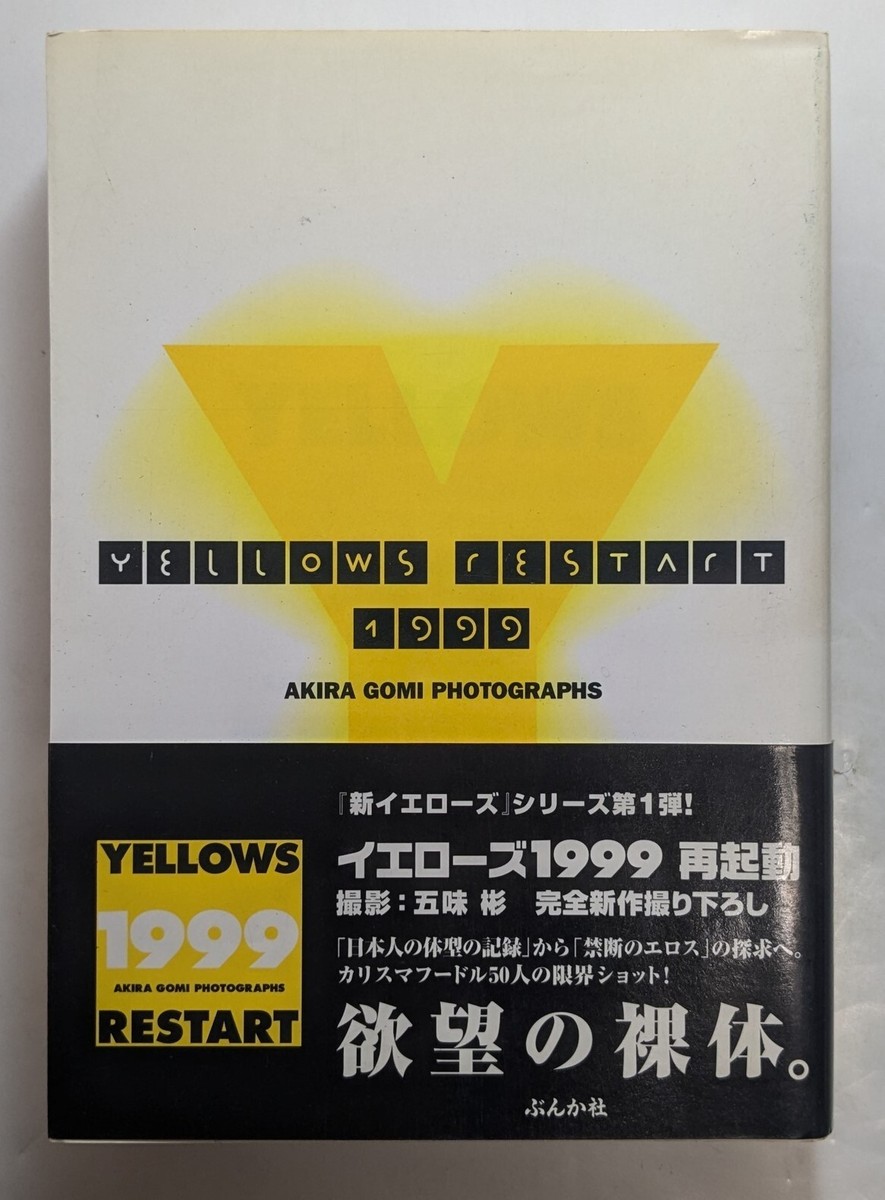 YELLOWS RESTART
1999
AKIRA GOMI PHOTOGRAPHS
『新イエローズ』シリーズ第1弾!
イエローズ1999 再起動
撮影:五味 彬 完全新作撮り下ろし
「日本人の体型の記録」から「禁断のエロス」の探求へ。
カリスマフードル50人の限界ショット!
欲望の裸体。
ぶんか社
YELLOWS
1999
AKIRA GOMI PHOTOGRAPHS
RESTART